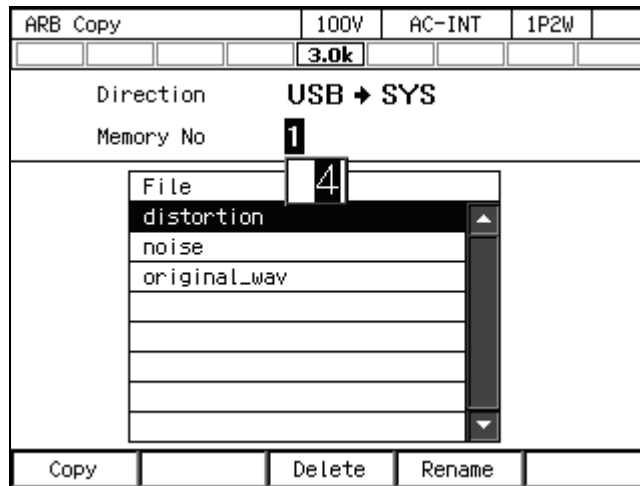 ARB Copy 100V AC-INT 1P2W
3.0k
Direction USB → SYS
Memory No 1
4
File
distortion
noise
original_wav
Copy Delete Rename